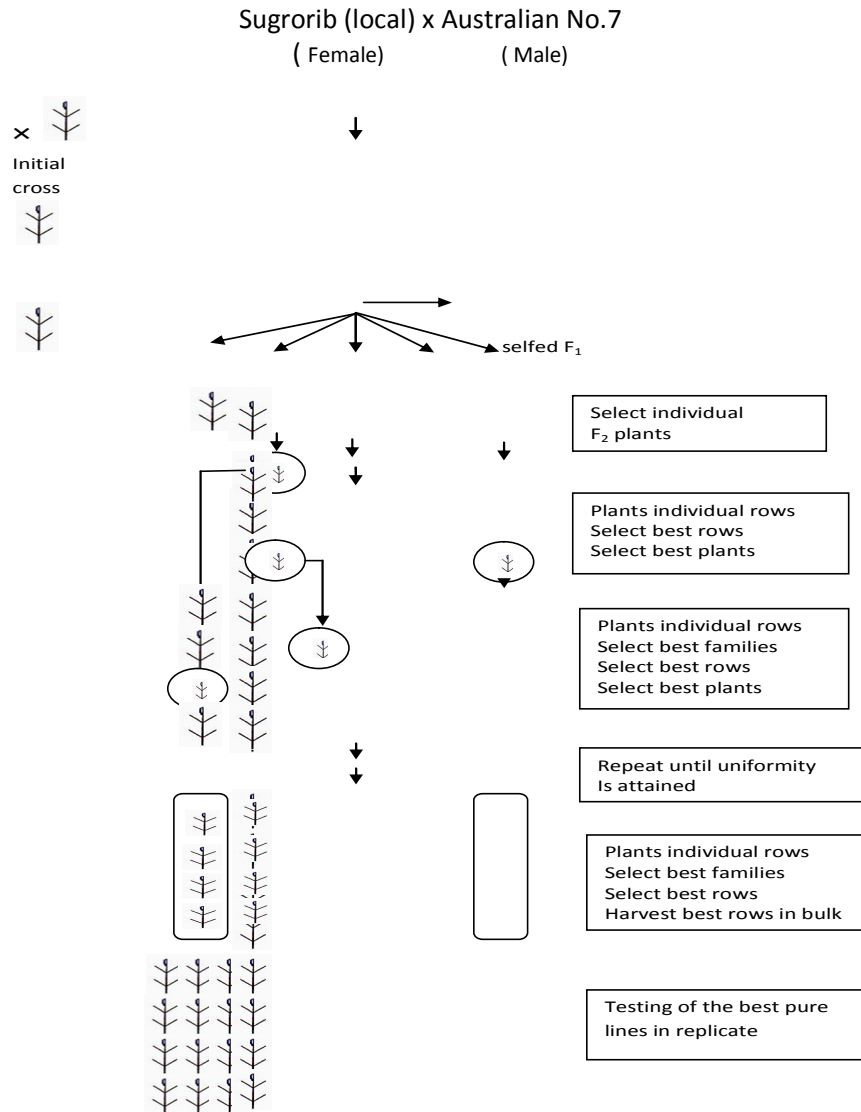 Sugrorib (local) x Australian No.7
( Female) ( Male)
x
Initial
cross
selfed F₁
Select individual
F₂ plants
Plants individual rows
Select best rows
Select best plants
Plants individual rows
Select best families
Select best rows
Select best plants
Repeat until uniformity
Is attained
Plants individual rows
Select best families
Select best rows
Harvest best rows in bulk
Testing of the best pure
lines in replicate